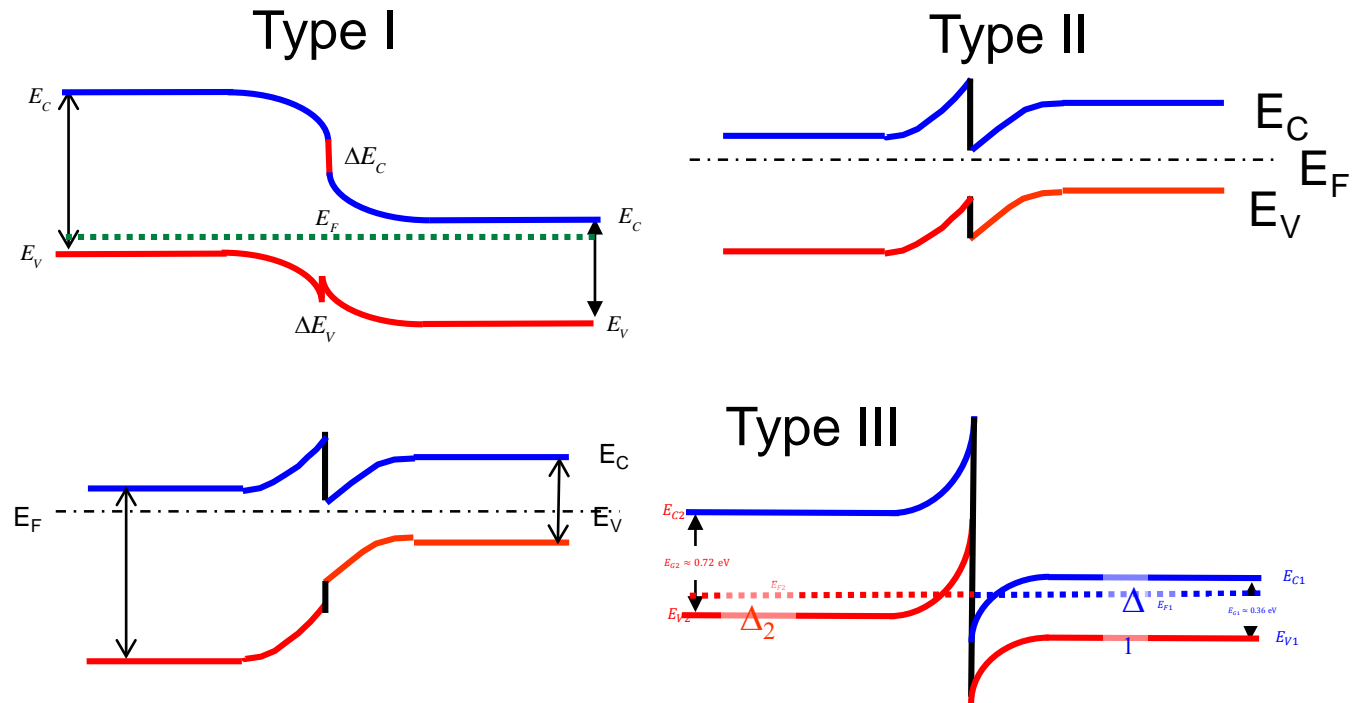 Type I
E_C
ΔE_C
E_F
E_C
E_V
ΔE_V
E_V
Type II
E_C
E_F
E_V
E_C
E_F
E_V
Type III
E_C2
E_G2 ≈ 0.72 eV
E_F2
E_V2
Δ_2
E_C1
Δ
E_F1
E_G1 ≈ 0.36 eV
1
E_V1